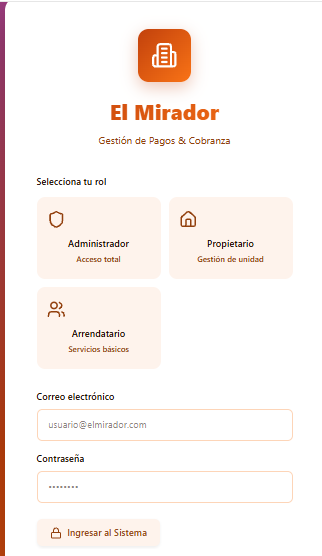 El Mirador
Gestión de Pagos & Cobranza
Selecciona tu rol
Administrador
Acceso total
Propietario
Gestión de unidad
Arrendatario
Servicios básicos
Correo electrónico
usuario@elmirador.com
Contraseña
••••••••
Ingresar al Sistema